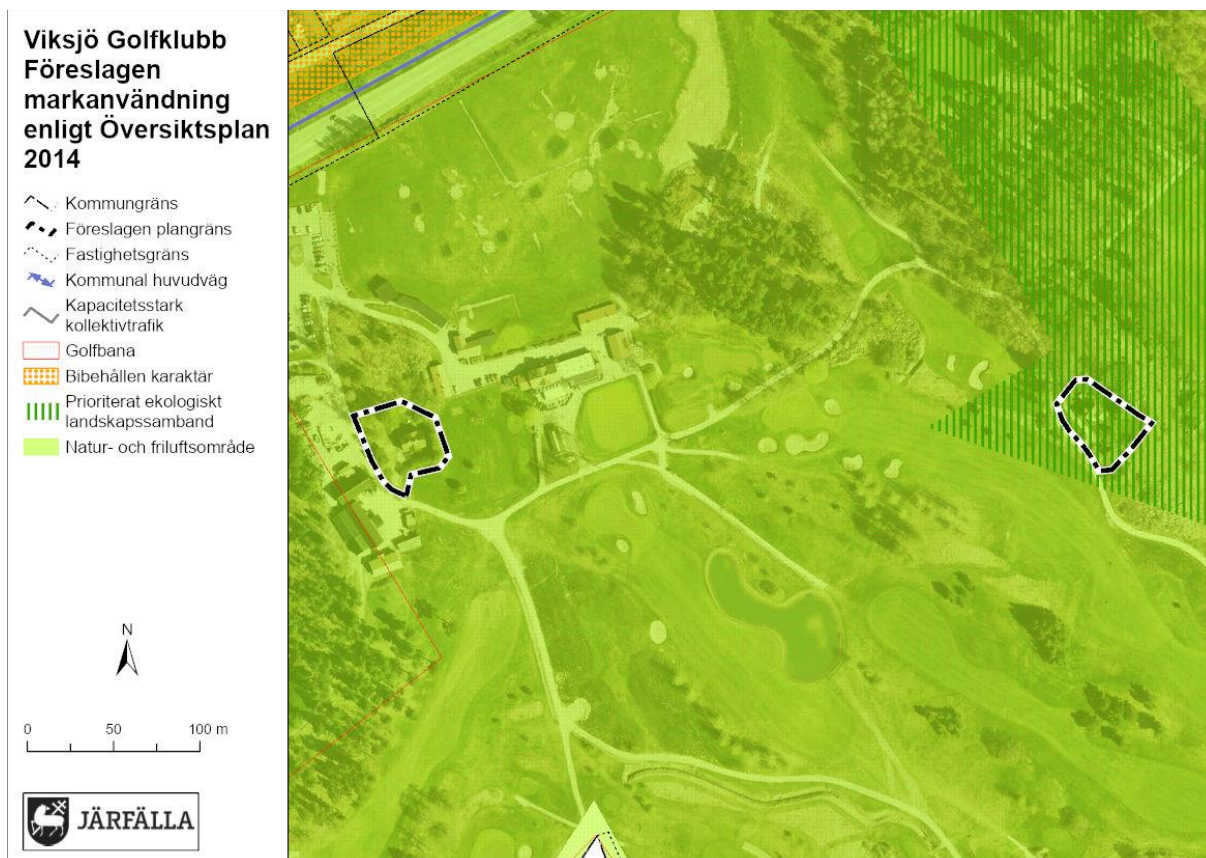 Viksjö Golfklubb
Föreslagen
markanvändning
enligt Översiktsplan
2014
Kommungräns
Föreslagen plangräns
Fastighetsgräns
Kommunal huvudväg
Kapacitetsstark
kollektivtrafik
Golfbana
Bibehållen karaktär
Prioriterat ekologiskt
landskapssamband
Natur- och friluftsområde
N
0 50 100 m
JÄRFÄLLA